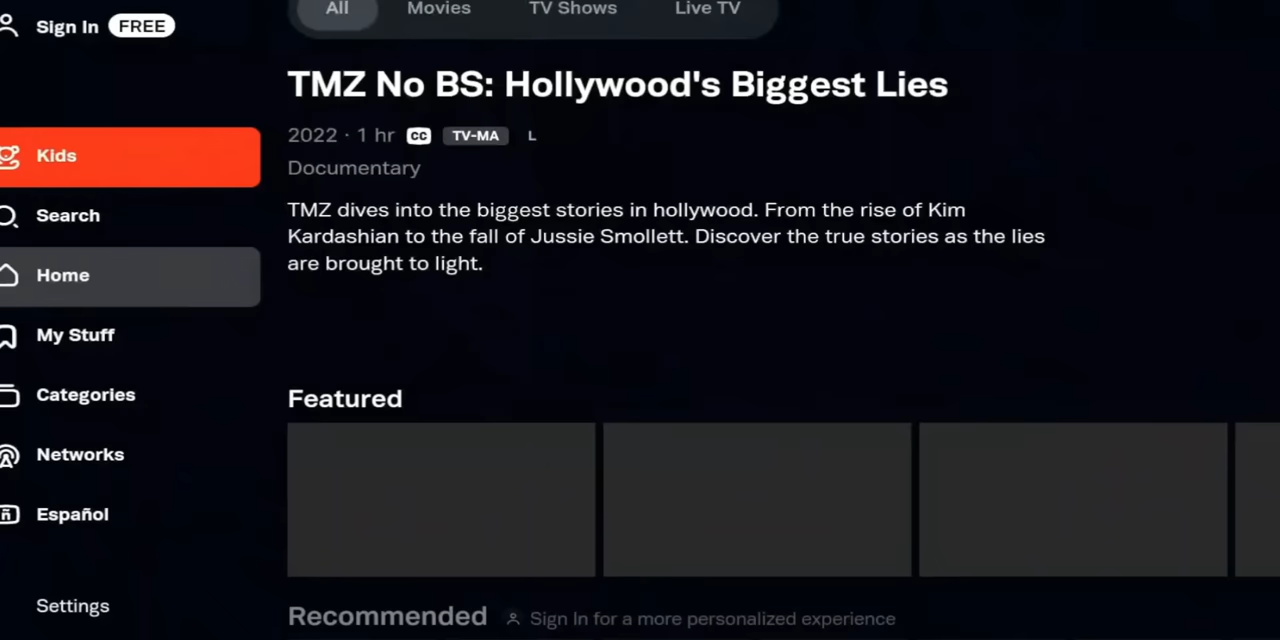 Sign In FREE
All Movies TV Shows Live TV
Kids
Search
Home
My Stuff
Categories
Networks
Español
Settings
TMZ No BS: Hollywood's Biggest Lies
2022 · 1 hr CC TV-MA L
Documentary
TMZ dives into the biggest stories in hollywood. From the rise of Kim
Kardashian to the fall of Jussie Smollett. Discover the true stories as the lies
are brought to light.
Featured
Recommended Sign In for a more personalized experience